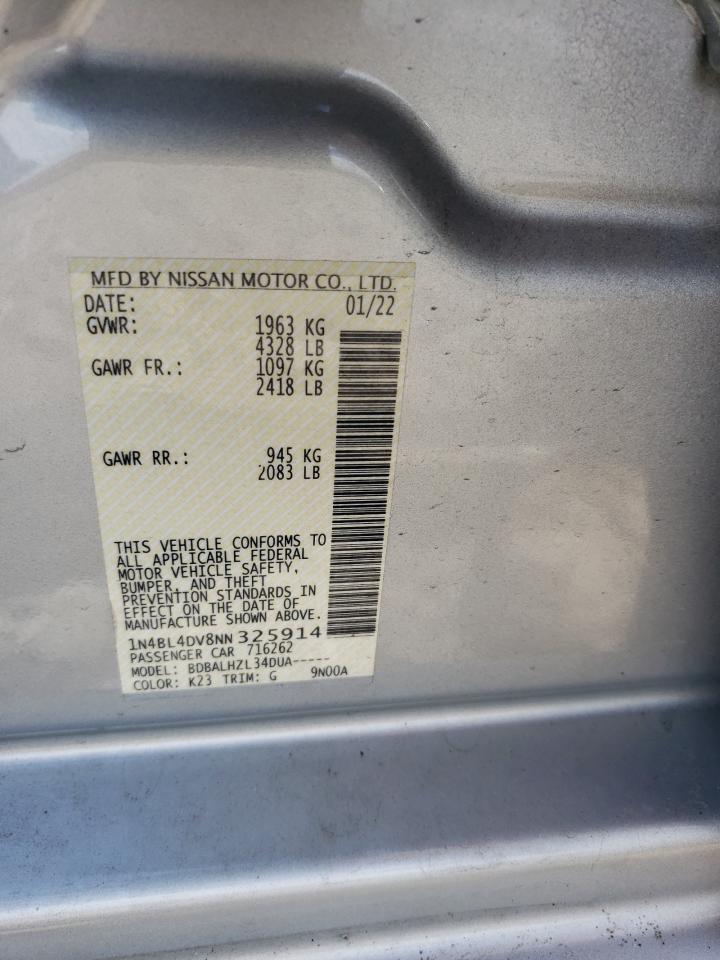 MFD BY NISSAN MOTOR CO., LTD.
DATE: 01/22
GVWR: 1963 KG
4328 LB
GAWR FR.: 1097 KG
2418 LB
GAWR RR.: 945 KG
2083 LB
THIS VEHICLE CONFORMS TO
ALL APPLICABLE FEDERAL
MOTOR VEHICLE SAFETY,
BUMPER, AND THEFT
PREVENTION STANDARDS IN
EFFECT ON THE DATE OF
MANUFACTURE SHOWN ABOVE.
1N4BL4DV8NN 325914
PASSENGER CAR 716262
MODEL: BDBALHZL34DUA-----
COLOR: K23 TRIM: G 9N00A